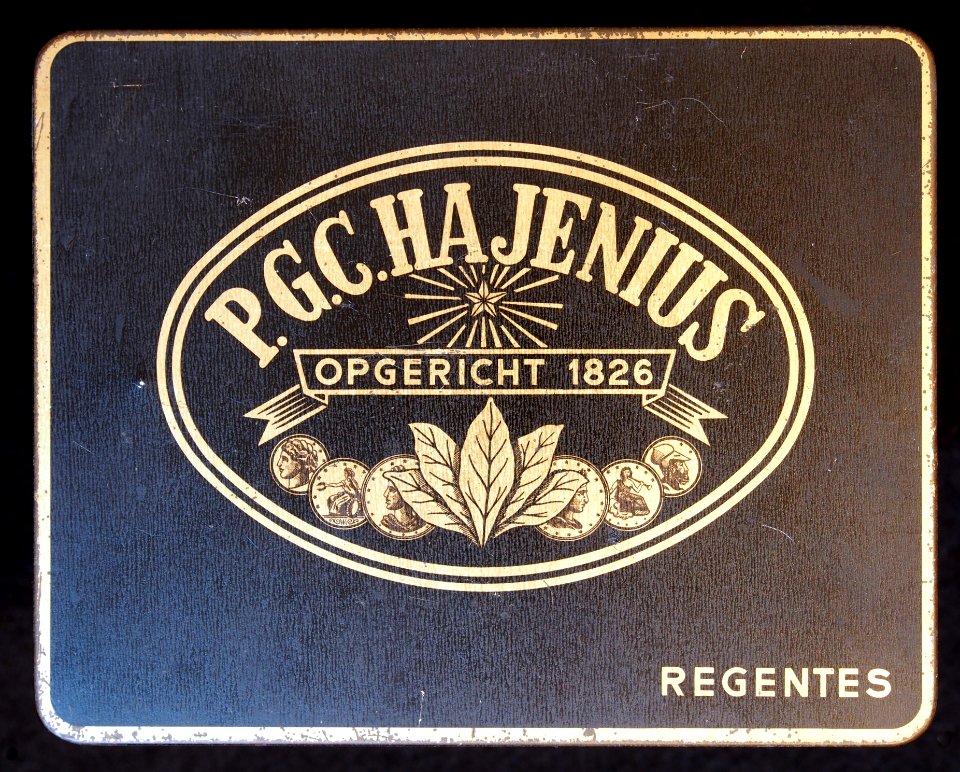 P.G.C. HAJENIUS
OPGERICHT 1826
REGENTES